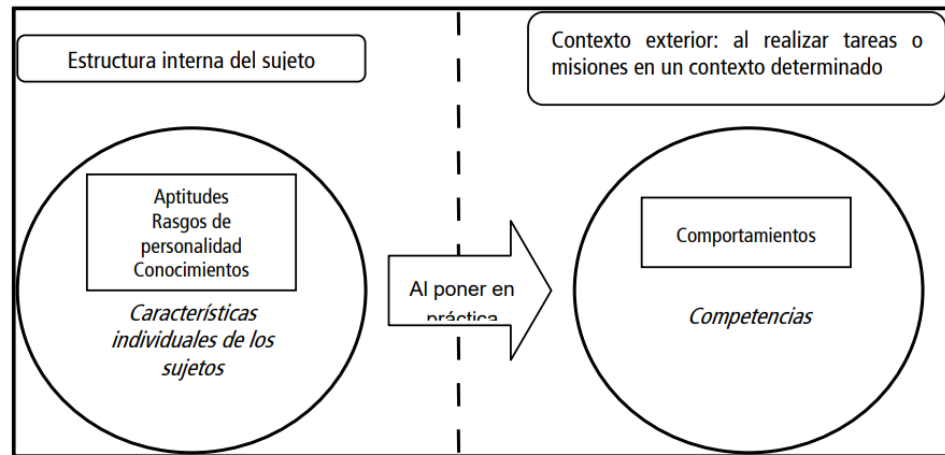 Estructura interna del sujeto
Contexto exterior: al realizar tareas o
misiones en un contexto determinado
Aptitudes
Rasgos de
personalidad
Conocimientos
Características
individuales de los
sujetos
Al poner en
práctica
Comportamientos
Competencias